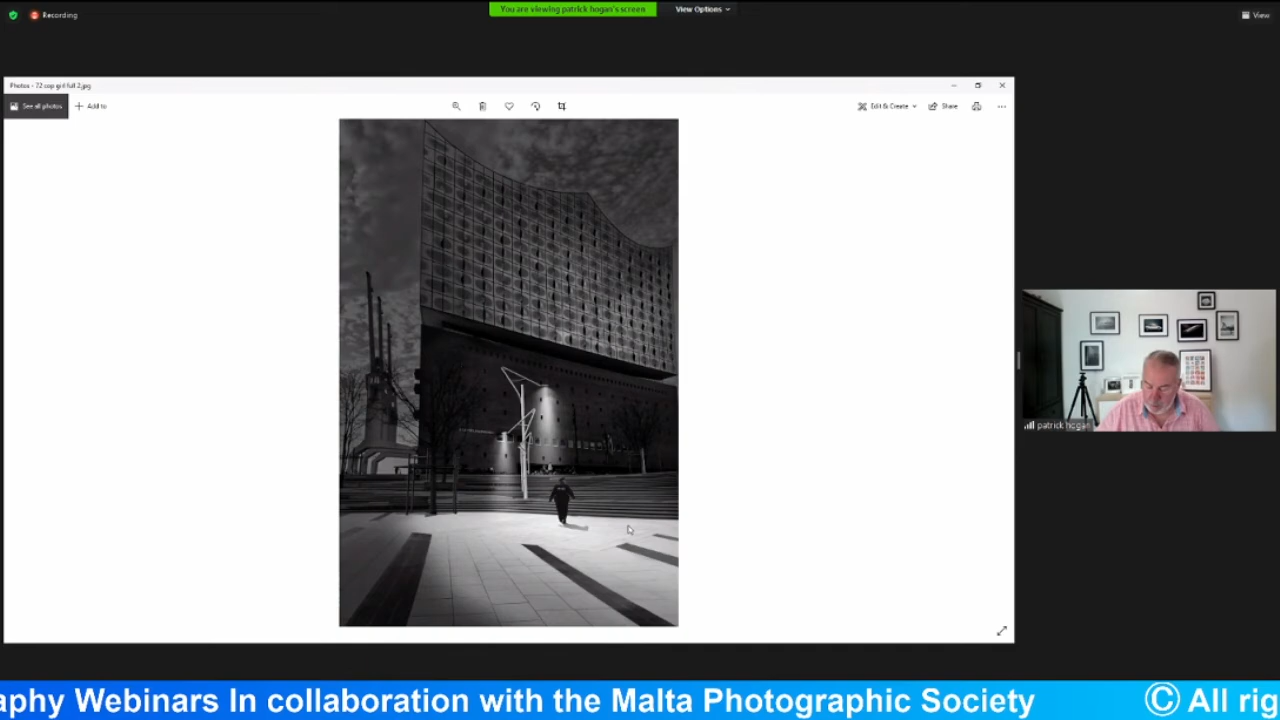 Recording
You are viewing patrick hogan's screen
View Options
View
Photos - 72 cop girl full 2.jpg
See all photos
Add to
Edit & Create
Share
patrick hogan
aphy Webinars In collaboration with the Malta Photographic Society
© All rig